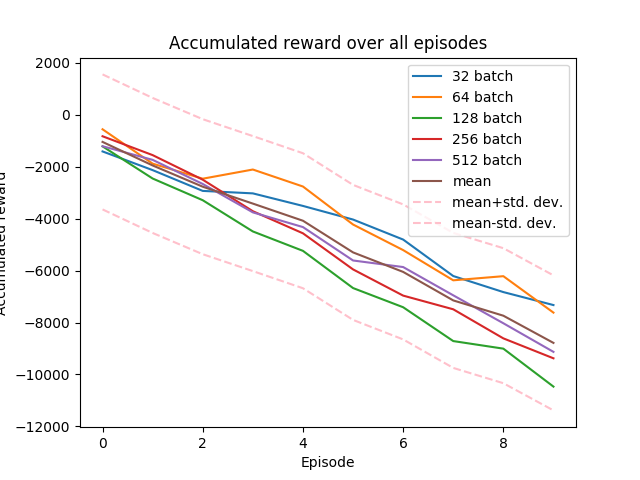 Accumulated reward over all episodes
Accumulated reward
2000
0
−2000
−4000
−6000
−8000
−10000
−12000
32 batch
64 batch
128 batch
256 batch
512 batch
mean
mean+std. dev.
mean-std. dev.
0
2
4
6
8
Episode